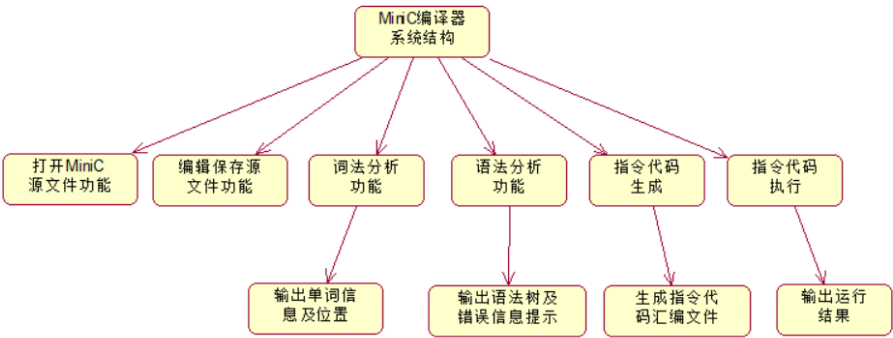 MiniC编译器
系统结构
打开MiniC
源文件功能
编辑保存源
文件功能
词法分析
功能
语法分析
功能
指令代码
生成
指令代码
执行
输出单词信
息及位置
输出语法树及
错误信息提示
生成指令代
码汇编文件
输出运行
结果